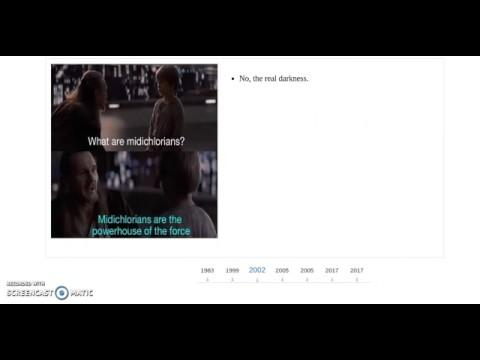 No, the real darkness.
What are midichlorians?
Midichlorians are the
powerhouse of the force
1983 1999 2002 2005 2005 2017 2017
RECORDED WITH
SCREENCAST MATIC